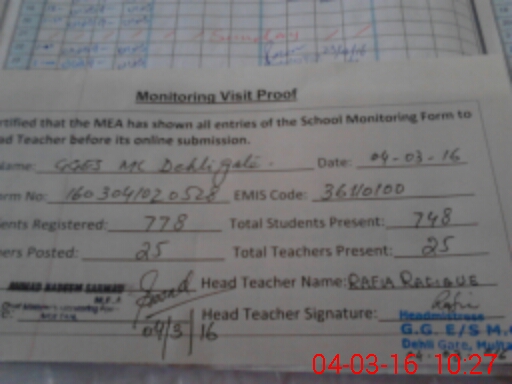 Sunday
Monitoring Visit Proof
rtified that the MEA has shown all entries of the School Monitoring Form to
ad Teacher before its online submission.
Name: GGES MC Dehli gate - Date: 04-03-16
orm No: 1603041020528 EMIS Code: 36110100
ents Registered: 778 Total Students Present: 748
ers Posted: 25 Total Teachers Present: 25
Head Teacher Name: RAFIA RAFIQUE
M.E.A
Head Teacher Signature:
04/3/16
Headmistress
G.G. E/S M.
Dehli Gate, Multa
04-03-16 10:27